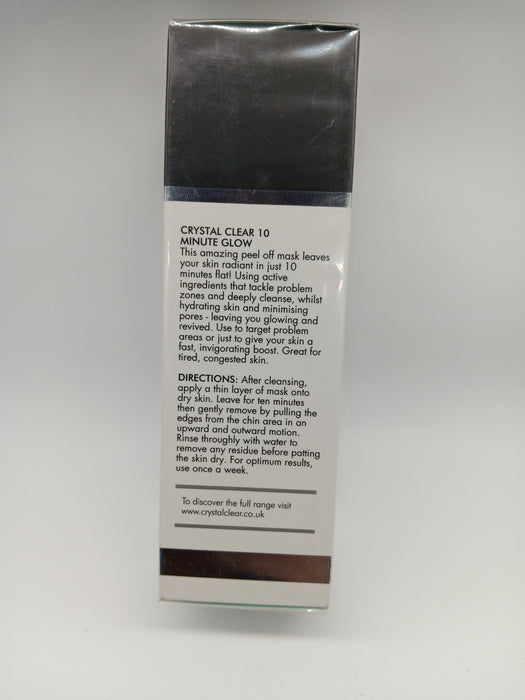 CRYSTAL CLEAR 10
MINUTE GLOW
This amazing peel off mask leaves
your skin radiant in just 10
minutes flat! Using active
ingredients that tackle problem
zones and deeply cleanse, whilst
hydrating skin and minimising
pores - leaving you glowing and
revived. Use to target problem
areas or just to give your skin a
fast, invigorating boost. Great for
tired, congested skin.
DIRECTIONS: After cleansing,
apply a thin layer of mask onto
dry skin. Leave for ten minutes
then gently remove by pulling the
edges from the chin area in an
upward and outward motion.
Rinse throughly with water to
remove any residue before patting
the skin dry. For optimum results,
use once a week.
To discover the full range visit
www.crystalclear.co.uk